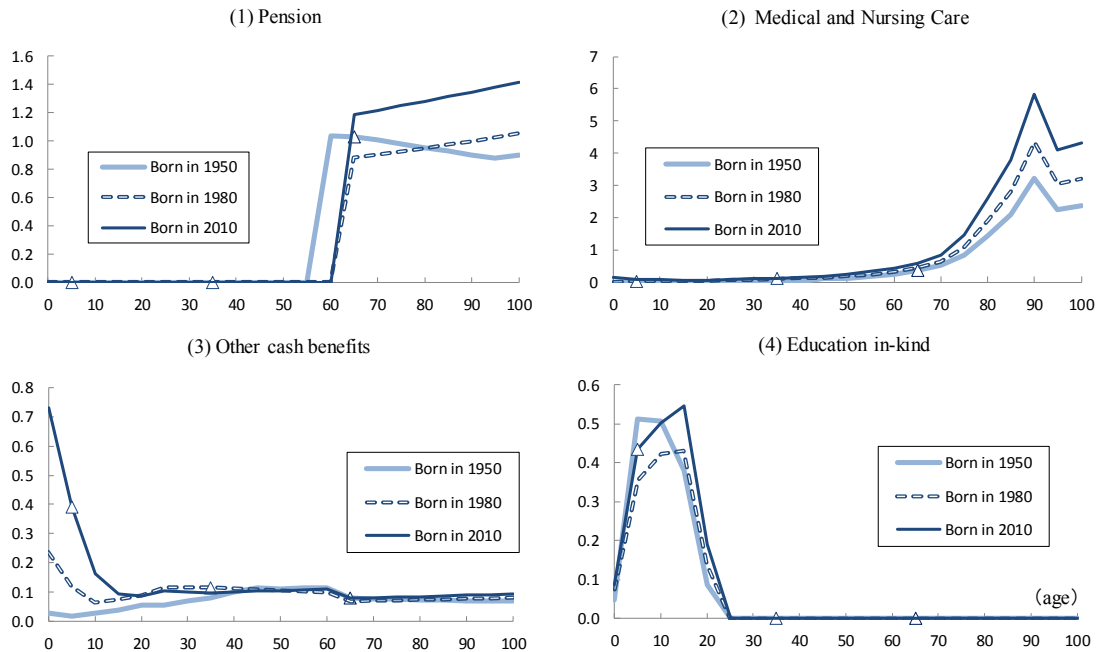 (1) Pension
1.6
1.4
1.2
1.0
0.8
0.6
0.4
0.2
0.0
Born in 1950
Born in 1980
Born in 2010
0 10 20 30 40 50 60 70 80 90 100
(2) Medical and Nursing Care
7
6
5
4
3
2
1
0
Born in 1950
Born in 1980
Born in 2010
0 10 20 30 40 50 60 70 80 90 100
(3) Other cash benefits
0.8
0.7
0.6
0.5
0.4
0.3
0.2
0.1
0.0
Born in 1950
Born in 1980
Born in 2010
0 10 20 30 40 50 60 70 80 90 100
(4) Education in-kind
0.6
0.5
0.4
0.3
0.2
0.1
0.0
Born in 1950
Born in 1980
Born in 2010
(age)
0 10 20 30 40 50 60 70 80 90 100